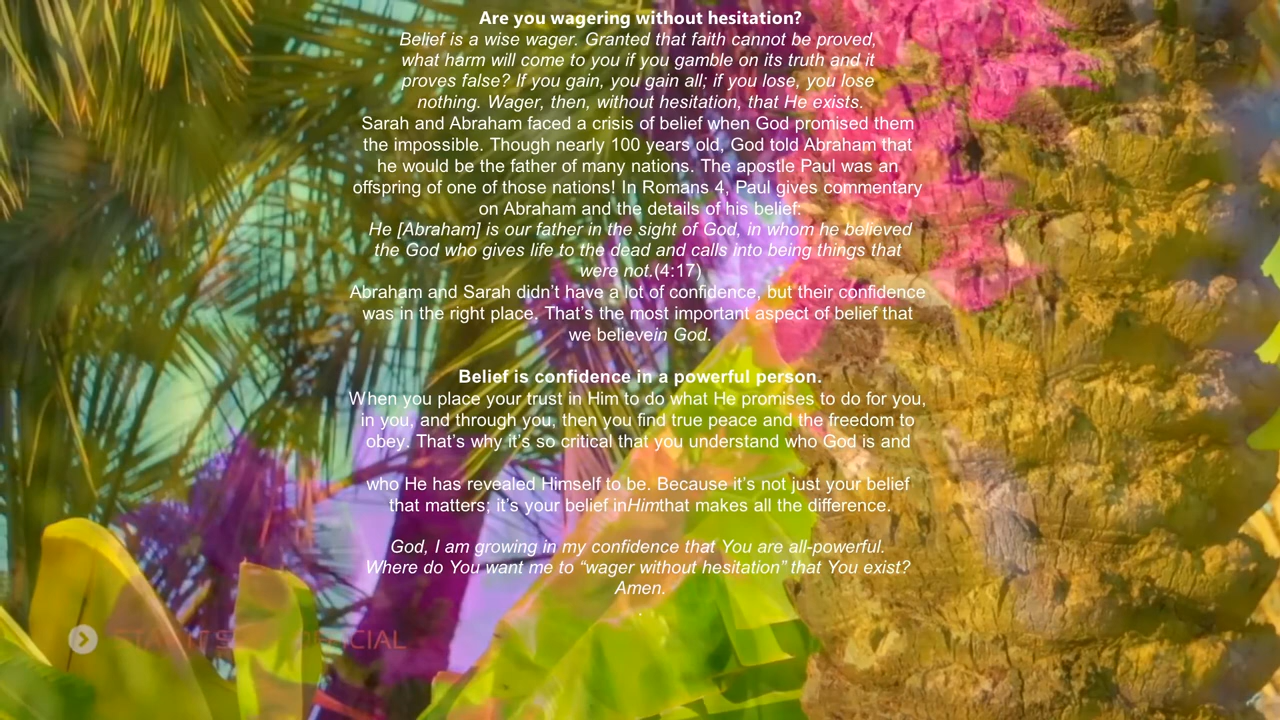 Are you wagering without hesitation?
Belief is a wise wager. Granted that faith cannot be proved,
what harm will come to you if you gamble on its truth and it
proves false? If you gain, you gain all; if you lose, you lose
nothing. Wager, then, without hesitation, that He exists.
Sarah and Abraham faced a crisis of belief when God promised them
the impossible. Though nearly 100 years old, God told Abraham that
he would be the father of many nations. The apostle Paul was an
offspring of one of those nations! In Romans 4, Paul gives commentary
on Abraham and the details of his belief:
He [Abraham] is our father in the sight of God, in whom he believed
the God who gives life to the dead and calls into being things that
were not.(4:17)
Abraham and Sarah didn’t have a lot of confidence, but their confidence
was in the right place. That’s the most important aspect of belief that
we believein God.
Belief is confidence in a powerful person.
When you place your trust in Him to do what He promises to do for you,
in you, and through you, then you find true peace and the freedom to
obey. That’s why it’s so critical that you understand who God is and
who He has revealed Himself to be. Because it’s not just your belief
that matters; it’s your belief inHimthat makes all the difference.
God, I am growing in my confidence that You are all-powerful.
Where do You want me to “wager without hesitation” that You exist?
Amen.
.